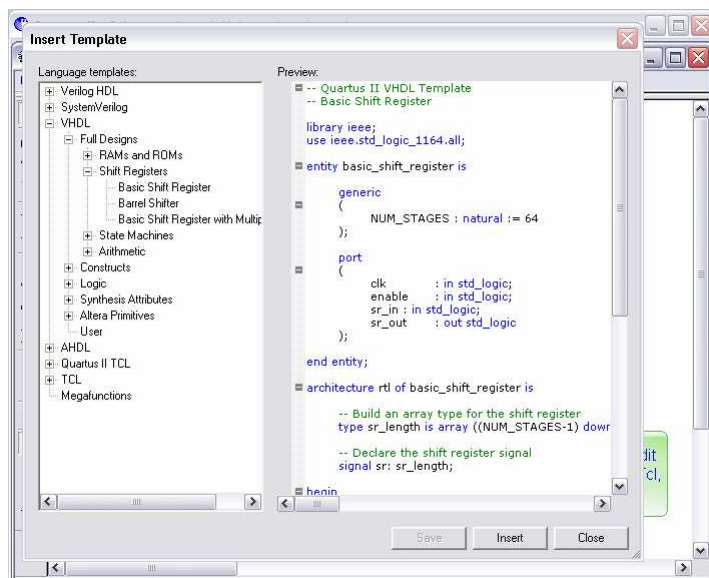 Insert Template
Language templates:
Verilog HDL
SystemVerilog
VHDL
Full Designs
RAMs and ROMs
Shift Registers
Basic Shift Register
Barrel Shifter
Basic Shift Register with Multip
State Machines
Arithmetic
Constructs
Logic
Synthesis Attributes
Altera Primitives
User
AHDL
Quartus II TCL
TCL
Megafunctions
Preview:
-- Quartus II VHDL Template
-- Basic Shift Register
library ieee;
use ieee.std_logic_1164.all;
entity basic_shift_register is
generic
(
NUM_STAGES : natural := 64
);
port
(
clk : in std_logic;
enable : in std_logic;
sr_in : in std_logic;
sr_out : out std_logic
);
end entity;
architecture rtl of basic_shift_register is
-- Build an array type for the shift register
type sr_length is array ((NUM_STAGES-1) down
-- Declare the shift register signal
signal sr: sr_length;
begin
Save Insert Close